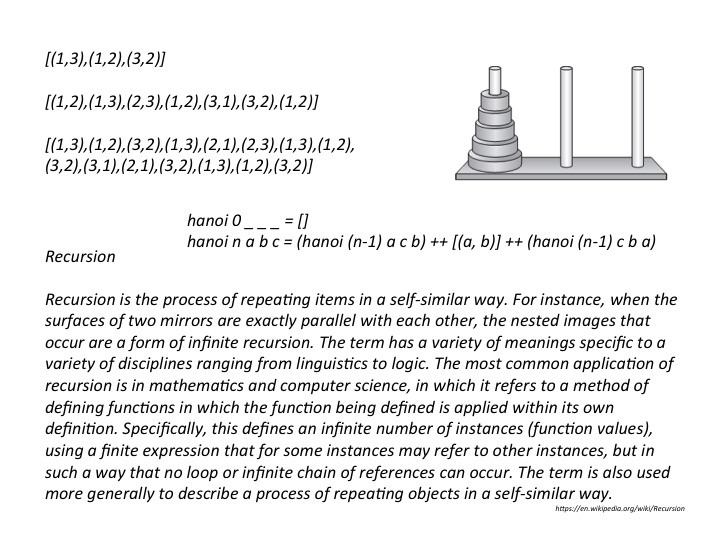 [(1,3),(1,2),(3,2)]
[(1,2),(1,3),(2,3),(1,2),(3,1),(3,2),(1,2)]
[(1,3),(1,2),(3,2),(1,3),(2,1),(2,3),(1,3),(1,2),
(3,2),(3,1),(2,1),(3,2),(1,3),(1,2),(3,2)]
hanoi 0 _ _ _ = []
hanoi n a b c = (hanoi (n-1) a c b) ++ [(a, b)] ++ (hanoi (n-1) c b a)
Recursion
Recursion is the process of repeating items in a self-similar way. For instance, when the
surfaces of two mirrors are exactly parallel with each other, the nested images that
occur are a form of infinite recursion. The term has a variety of meanings specific to a
variety of disciplines ranging from linguistics to logic. The most common application of
recursion is in mathematics and computer science, in which it refers to a method of
defining functions in which the function being defined is applied within its own
definition. Specifically, this defines an infinite number of instances (function values),
using a finite expression that for some instances may refer to other instances, but in
such a way that no loop or infinite chain of references can occur. The term is also used
more generally to describe a process of repeating objects in a self-similar way.
https://en.wikipedia.org/wiki/Recursion